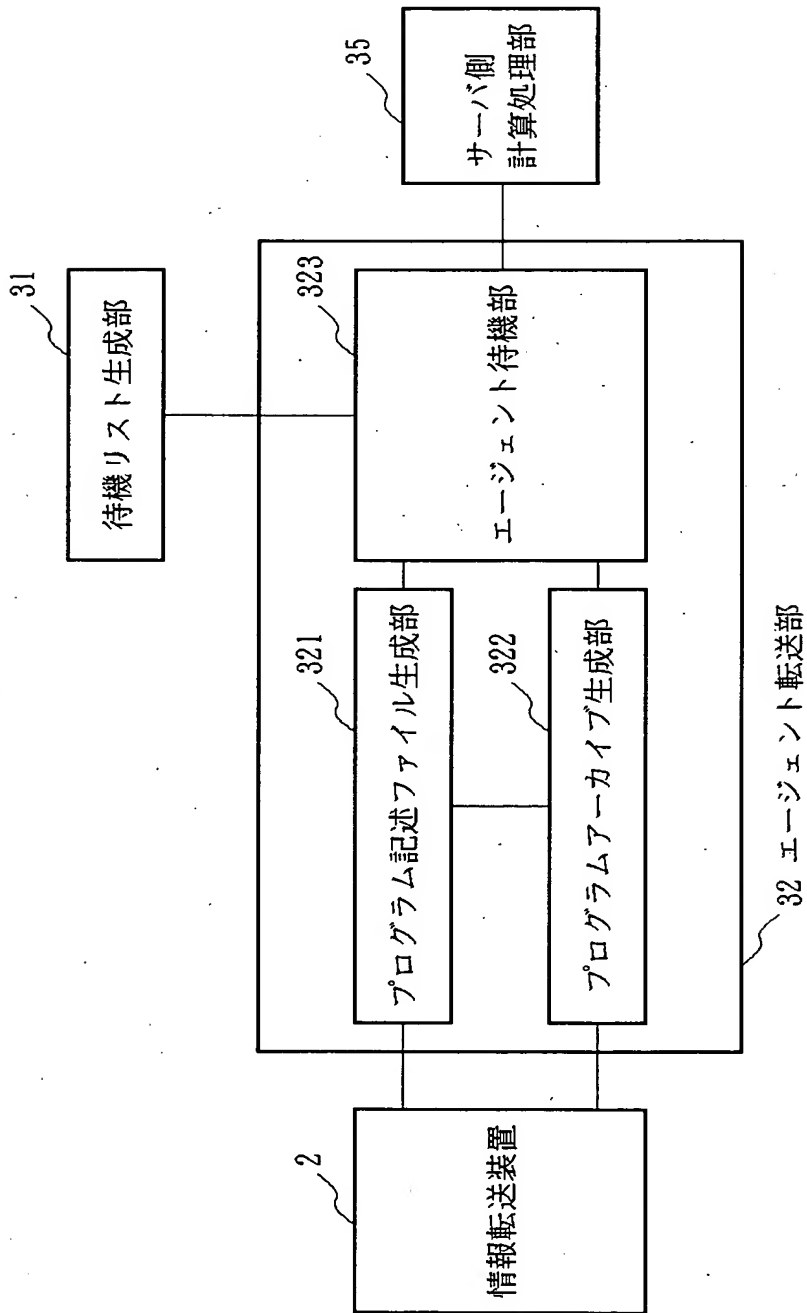 31
待機リスト生成部
35
サーバ側
計算処理部
323
エージェント待機部
321
プログラム記述ファイル生成部
322
プログラムアーカイブ生成部
32 エージェント転送部
2
情報転送装置